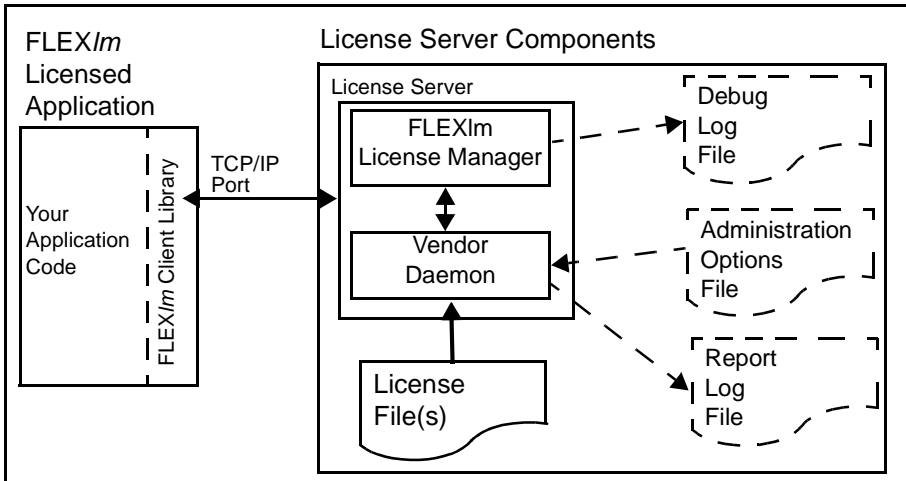 FLEXlm
Licensed
Application
License Server Components
License Server
Your
Application
Code
FLEXlm Client Library
TCP/IP
Port
FLEXlm
License Manager
Vendor
Daemon
License
File(s)
Debug
Log
File
Administration
Options
File
Report
Log
File